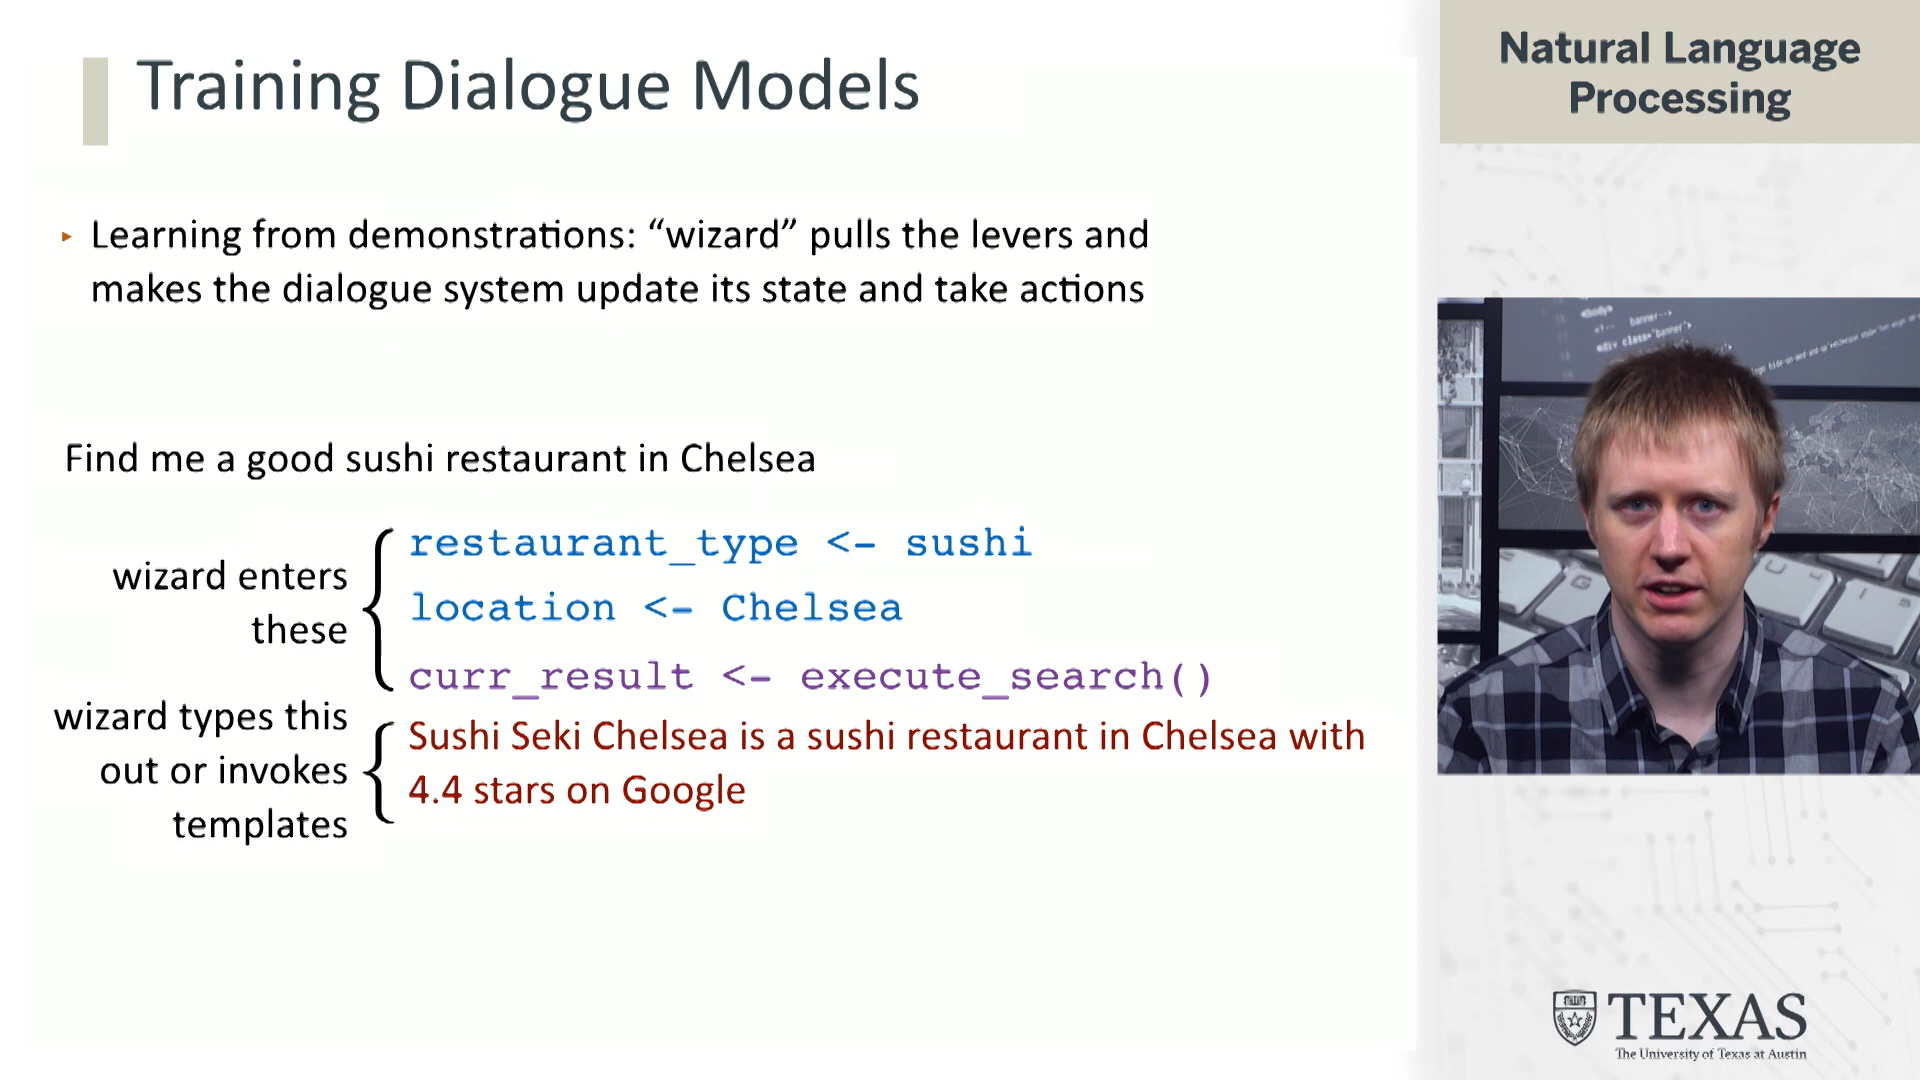 Training Dialogue Models
Natural Language
Processing
‣ Learning from demonstrations: “wizard” pulls the levers and
makes the dialogue system update its state and take actions
Find me a good sushi restaurant in Chelsea
wizard enters
these
restaurant_type <- sushi
location <- Chelsea
curr_result <- execute_search()
wizard types this
out or invokes
templates
Sushi Seki Chelsea is a sushi restaurant in Chelsea with
4.4 stars on Google
TEXAS
The University of Texas at Austin